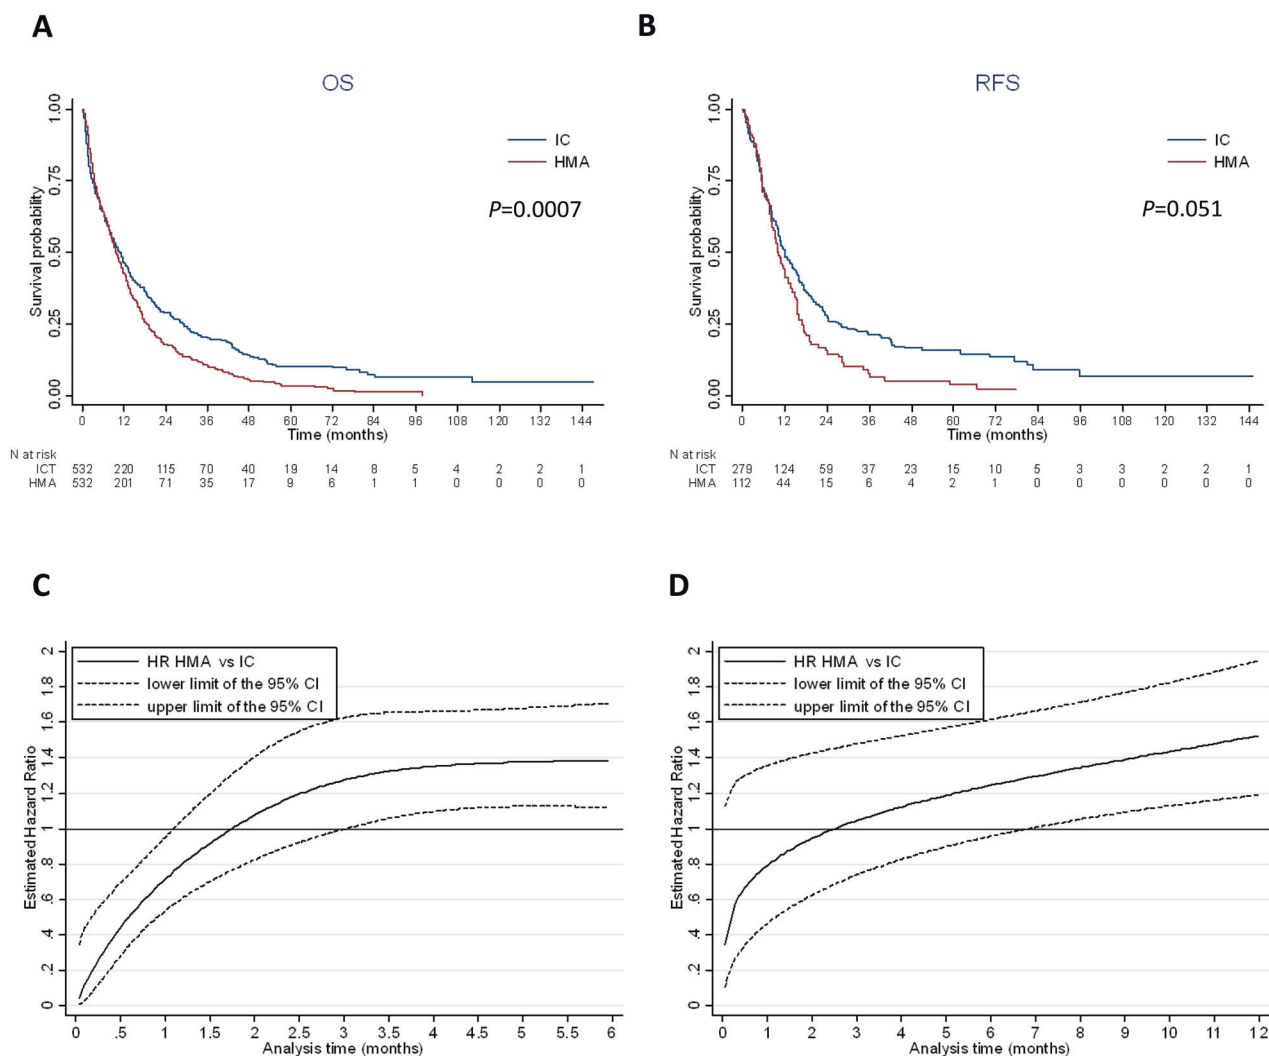 A
OS
1.00
0.75
0.50
0.25
0.00
Survival probability
IC
HMA
P=0.0007
0 12 24 36 48 60 72 84 96 108 120 132 144
Time (months)
N at risk
ICT 532 220 115 70 40 19 14 8 5 4 2 2 1
HMA 532 201 71 35 17 9 6 1 1 0 0 0 0
B
RFS
1.00
0.75
0.50
0.25
0.00
Survival probability
IC
HMA
P=0.051
0 12 24 36 48 60 72 84 96 108 120 132 144
Time (months)
N at risk
ICT 279 124 59 37 23 15 10 5 3 3 2 2 1
HMA 112 44 15 6 4 2 1 0 0 0 0 0 0
C
HR HMA vs IC
lower limit of the 95% CI
upper limit of the 95% CI
2
1.8
1.6
1.4
1.2
1
.8
.6
.4
.2
0
Estimated Hazard Ratio
0 .5 1 1.5 2 2.5 3 3.5 4 4.5 5 5.5 6
Analysis time (months)
D
HR HMA vs IC
lower limit of the 95% CI
upper limit of the 95% CI
2
1.8
1.6
1.4
1.2
1
.8
.6
.4
.2
0
Estimated Hazard Ratio
0 1 2 3 4 5 6 7 8 9 10 11 12
Analysis time (months)